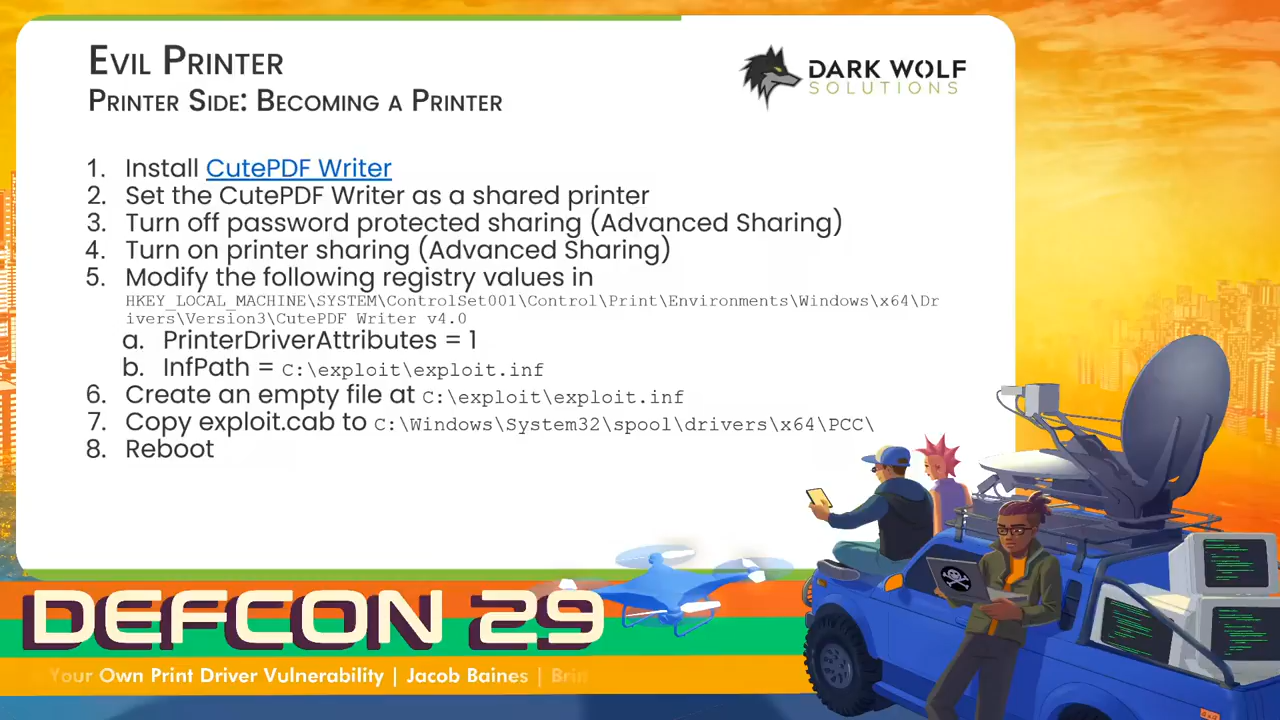 EVIL PRINTER
PRINTER SIDE: BECOMING A PRINTER
DARK WOLF
SOLUTIONS
1. Install CutePDF Writer
2. Set the CutePDF Writer as a shared printer
3. Turn off password protected sharing (Advanced Sharing)
4. Turn on printer sharing (Advanced Sharing)
5. Modify the following registry values in
HKEY_LOCAL_MACHINE\SYSTEM\ControlSet001\Control\Print\Environments\Windows\x64\Dr
ivers\Version3\CutePDF Writer v4.0
a. PrinterDriverAttributes = 1
b. InfPath = C:\exploit\exploit.inf
6. Create an empty file at C:\exploit\exploit.inf
7. Copy exploit.cab to C:\Windows\System32\spool\drivers\x64\PCC\
8. Reboot
DEFCON 29
Your Own Print Driver Vulnerability | Jacob Baines | Brin